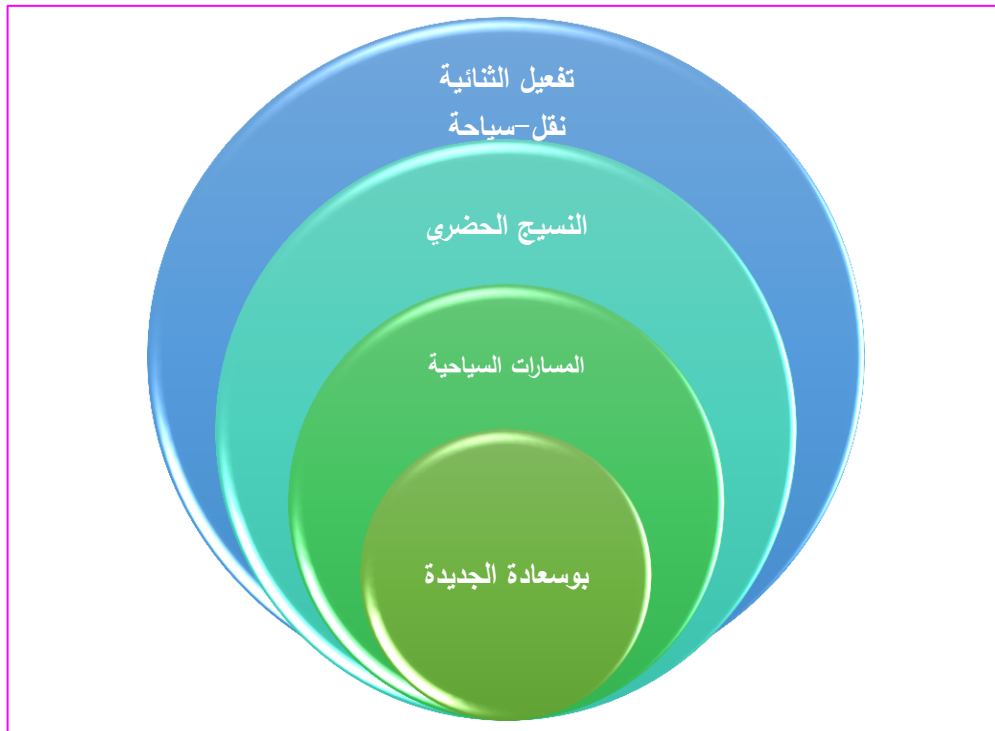 تفعيل الثنائية
نقل-سياحة
النسيج الحضري
المسارات السياحية
بوسعادة الجديدة